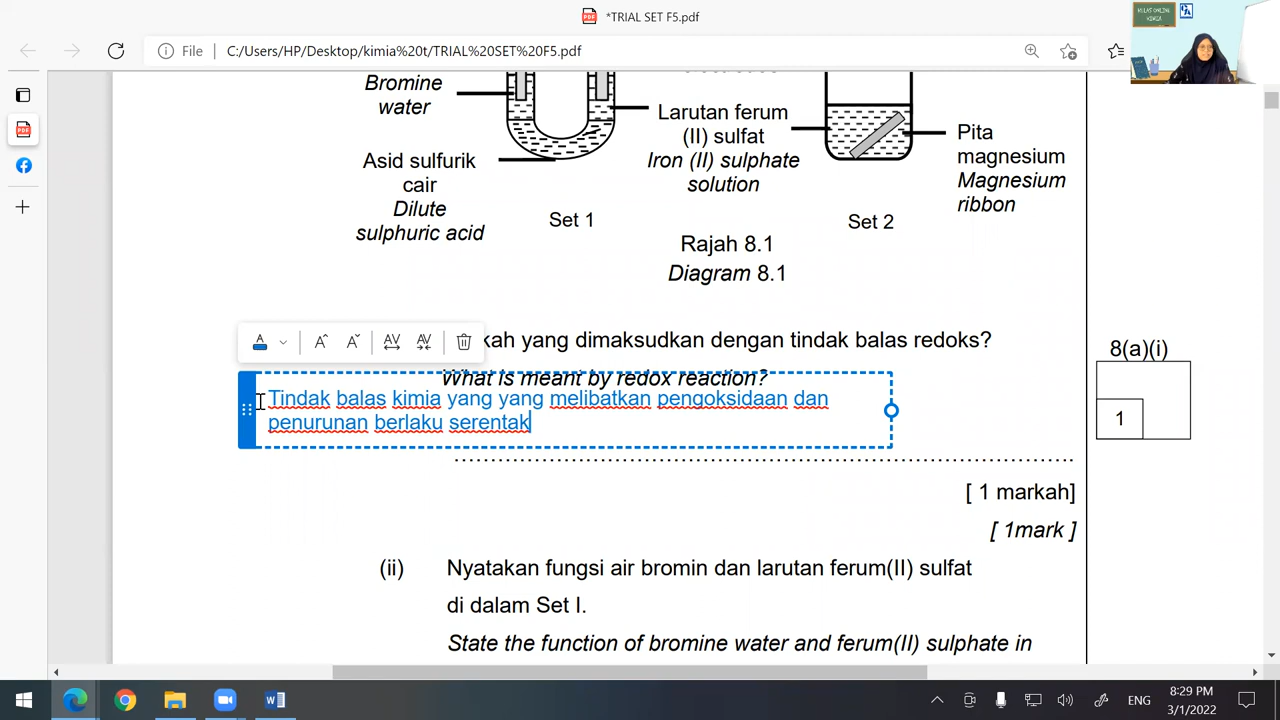 *TRIAL SET F5.pdf
File
C:/Users/HP/Desktop/kimia%20t/TRIAL%20SET%20F5.pdf
KELAS ONLINE
KIMIA
Bromine
water
Larutan ferum
(II) sulfat
Iron (II) sulphate
solution
Pita
magnesium
Magnesium
ribbon
Asid sulfurik
cair
Dilute
sulphuric acid
Set 1
Set 2
Rajah 8.1
Diagram 8.1
kah yang dimaksudkan dengan tindak balas redoks?
8(a)(i)
What is meant by redox reaction?
Tindak balas kimia yang yang melibatkan pengoksidaan dan
penurunan berlaku serentak
1
[ 1 markah]
[ 1mark ]
(ii) Nyatakan fungsi air bromin dan larutan ferum(II) sulfat
di dalam Set I.
State the function of bromine water and ferum(II) sulphate in
ENG
8:29 PM
3/1/2022